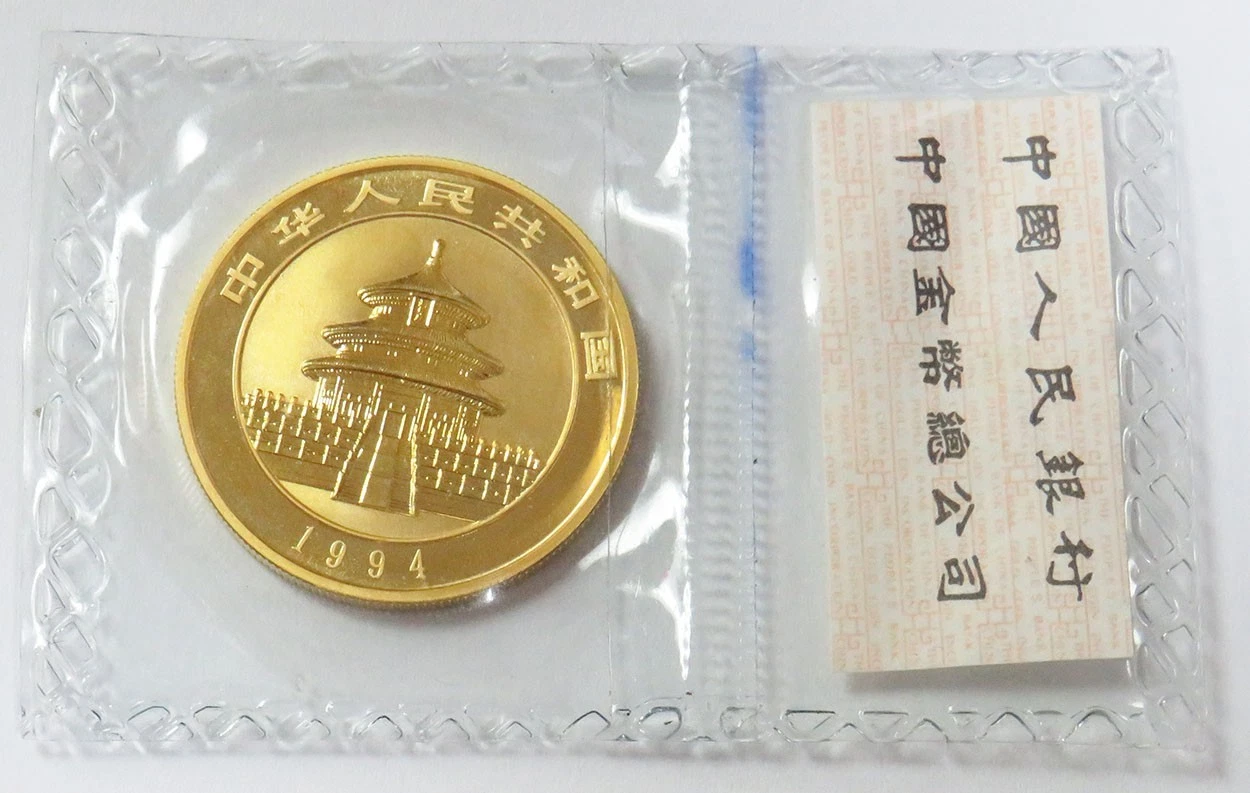 中华人民共和国
1994
中國人民銀行
中國金幣總公司